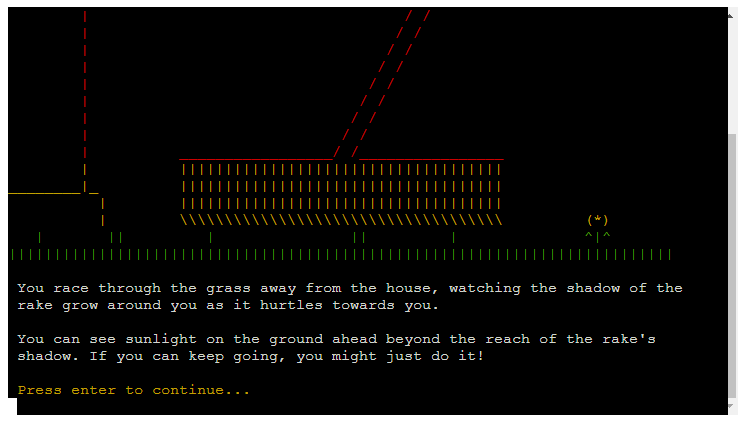 You race through the grass away from the house, watching the shadow of the
rake grow around you as it hurtles towards you.
You can see sunlight on the ground ahead beyond the reach of the rake's
shadow. If you can keep going, you might just do it!
Press enter to continue...